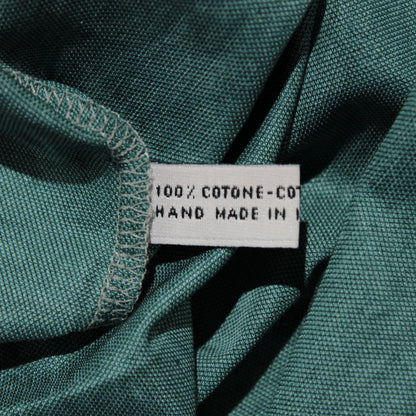 100% COTONE-COT
HAND MADE IN